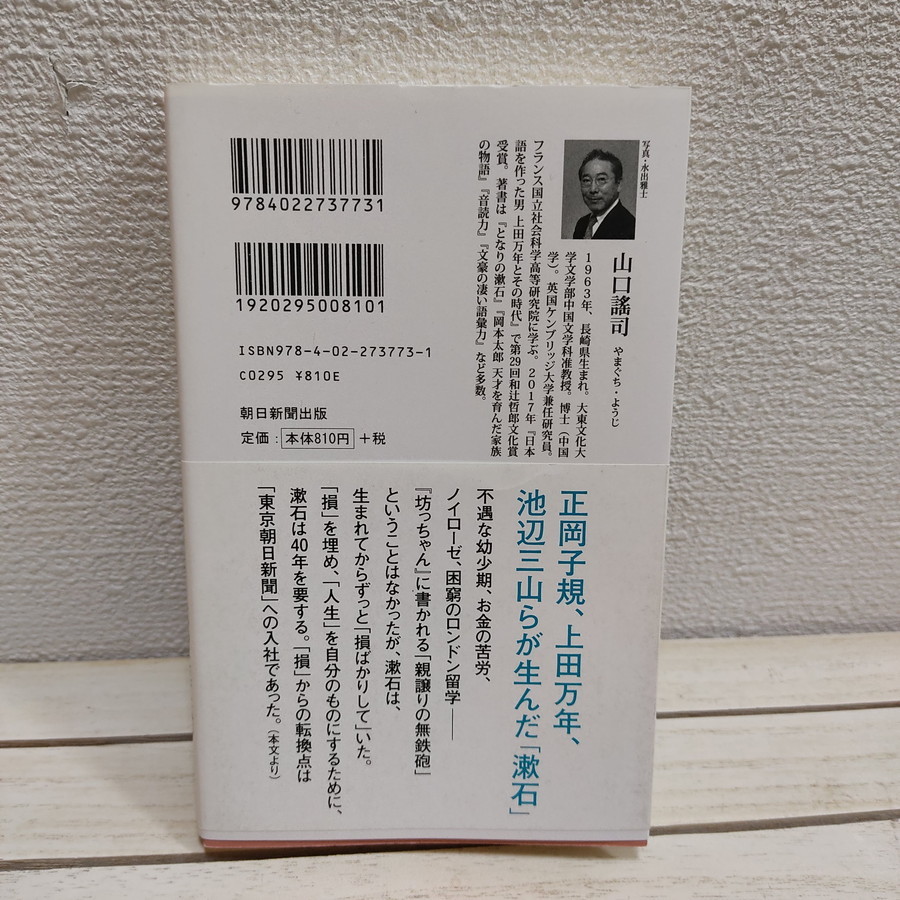 9784022737731
1920295008101
ISBN978-4-02-273773-1
C0295 ¥810E
朝日新聞出版
定価：本体810円＋税
写真・水出雅士
山口謠司 やまぐち・ようじ
1963年、長崎県生まれ。大東文化大
学文学部中国文学科准教授。博士（中国
学）。英国ケンブリッジ大学兼任研究員。
フランス国立社会科学高等研究院に学ぶ。2017年『日本
語を作った男 上田万年とその時代』で第29回和辻哲郎文化賞
受賞。著書は『となりの漱石』『岡本太郎 天才を育んだ家族
の物語』『音読力』『文豪の凄い語彙力』など多数。
正岡子規、上田万年、
池辺三山らが生んだ「漱石」
不遇な幼少期、お金の苦労、
ノイローゼ、困窮のロンドン留学——
『坊っちゃん』に書かれる「親譲りの無鉄砲」
ということはなかったが、漱石は、
生まれてからずっと「損ばかりして」いた。
「損」を埋め、「人生」を自分のものにするために、
漱石は40年を要する。「損」からの転換点は
「東京朝日新聞」への入社であった。（本文より）